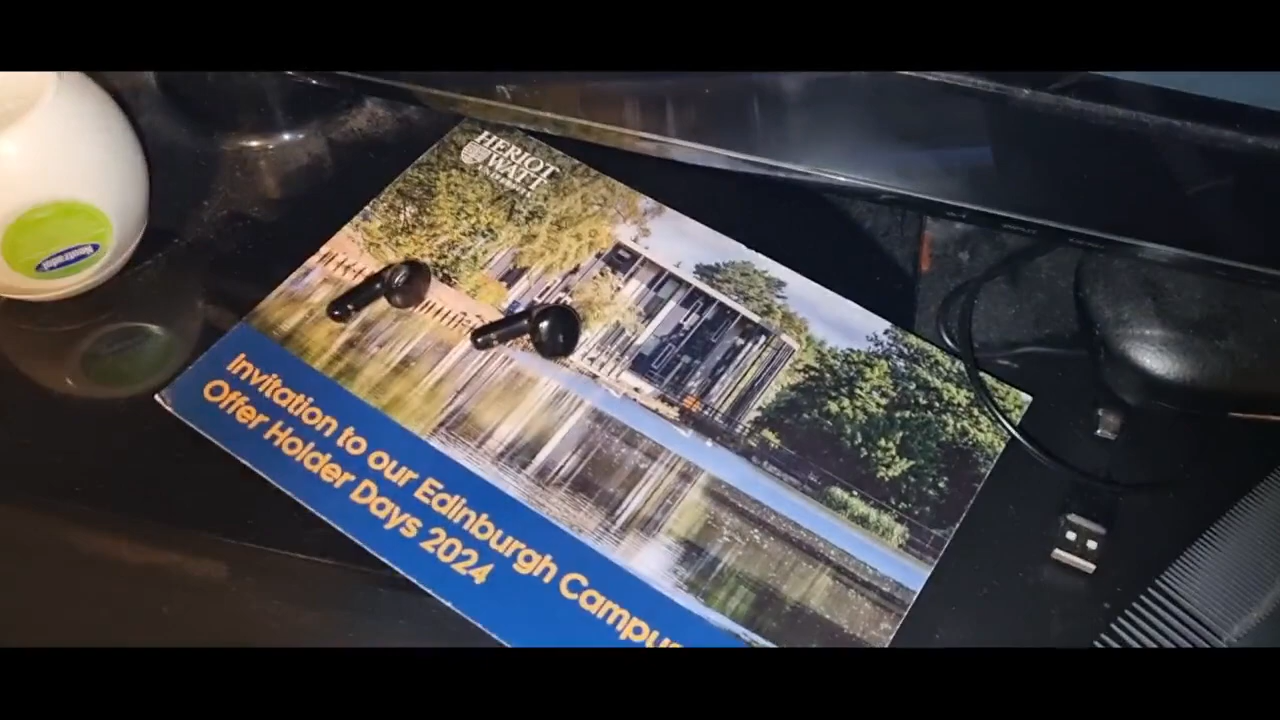 HERIOT
WATT
Invitation to our Edinburgh Campus
Offer Holder Days 2024